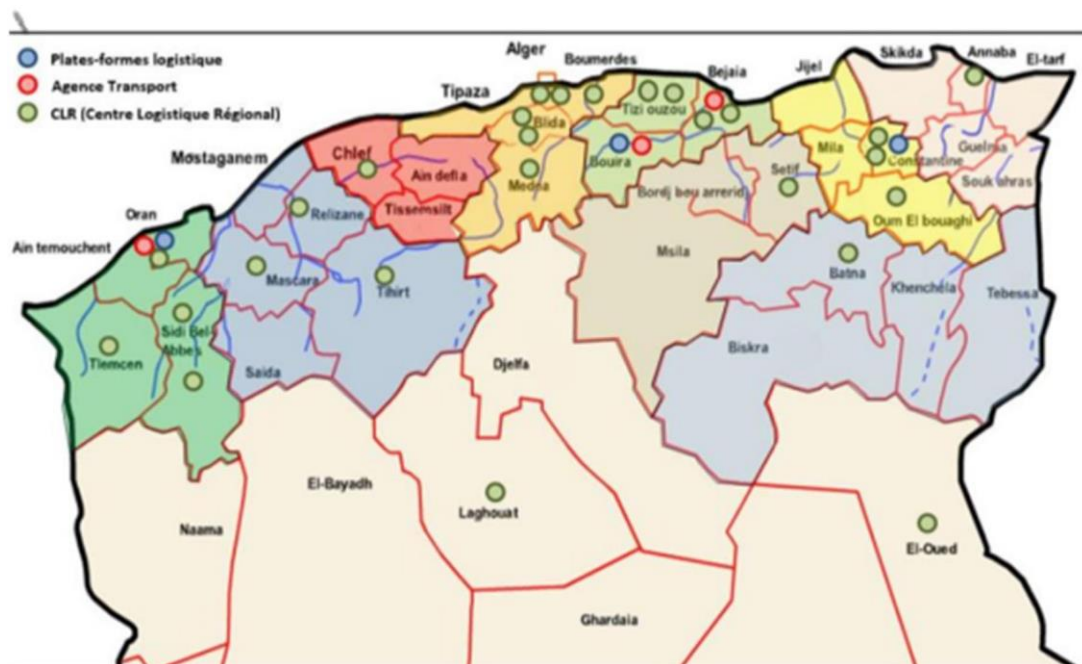 Plates-formes logistique
Agence Transport
CLR (Centre Logistique Régional)
Alger
Boumerdes
Skikda
Annaba
El-tarf
Tipaza
Bejaia
Jijel
Tizi ouzou
Blida
Møstaganem
Chlef
Bouira
Mila
Constantine
Guelma
Ain defla
Medea
Bordj bou arrerid
Setif
Souk ahras
Oran
Relizane
Tissemsilt
Oum El bouaghi
Ain temouchent
Msila
Mascara
Tihirt
Batna
Khenchela
Tebessa
Sidi Bel-
Abbes
Tlemcen
Saida
Djelfa
Biskra
El-Bayadh
Laghouat
Naama
El-Oued
Ghardaia